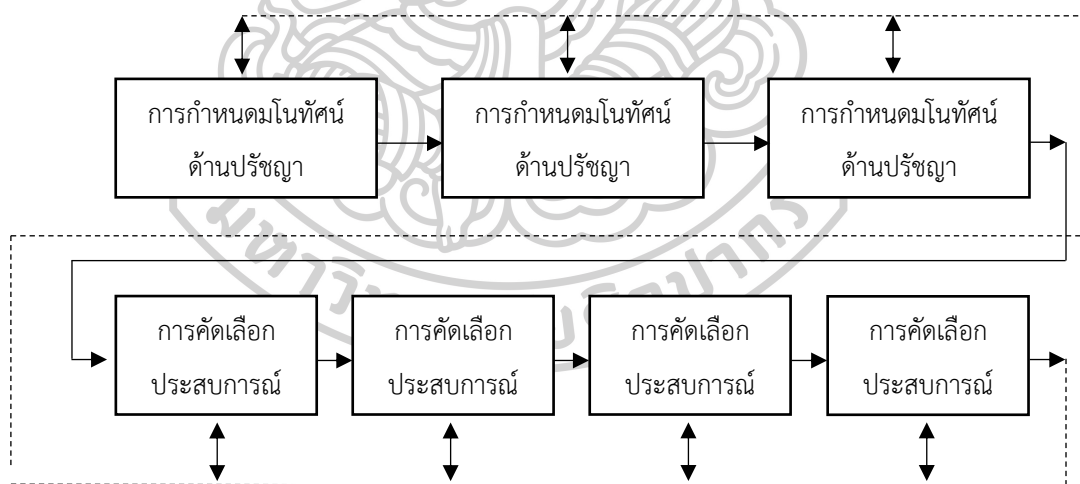 การกำหนดมโนทัศน์
ด้านปรัชญา
การกำหนดมโนทัศน์
ด้านปรัชญา
การกำหนดมโนทัศน์
ด้านปรัชญา
การคัดเลือก
ประสบการณ์
การคัดเลือก
ประสบการณ์
การคัดเลือก
ประสบการณ์
การคัดเลือก
ประสบการณ์